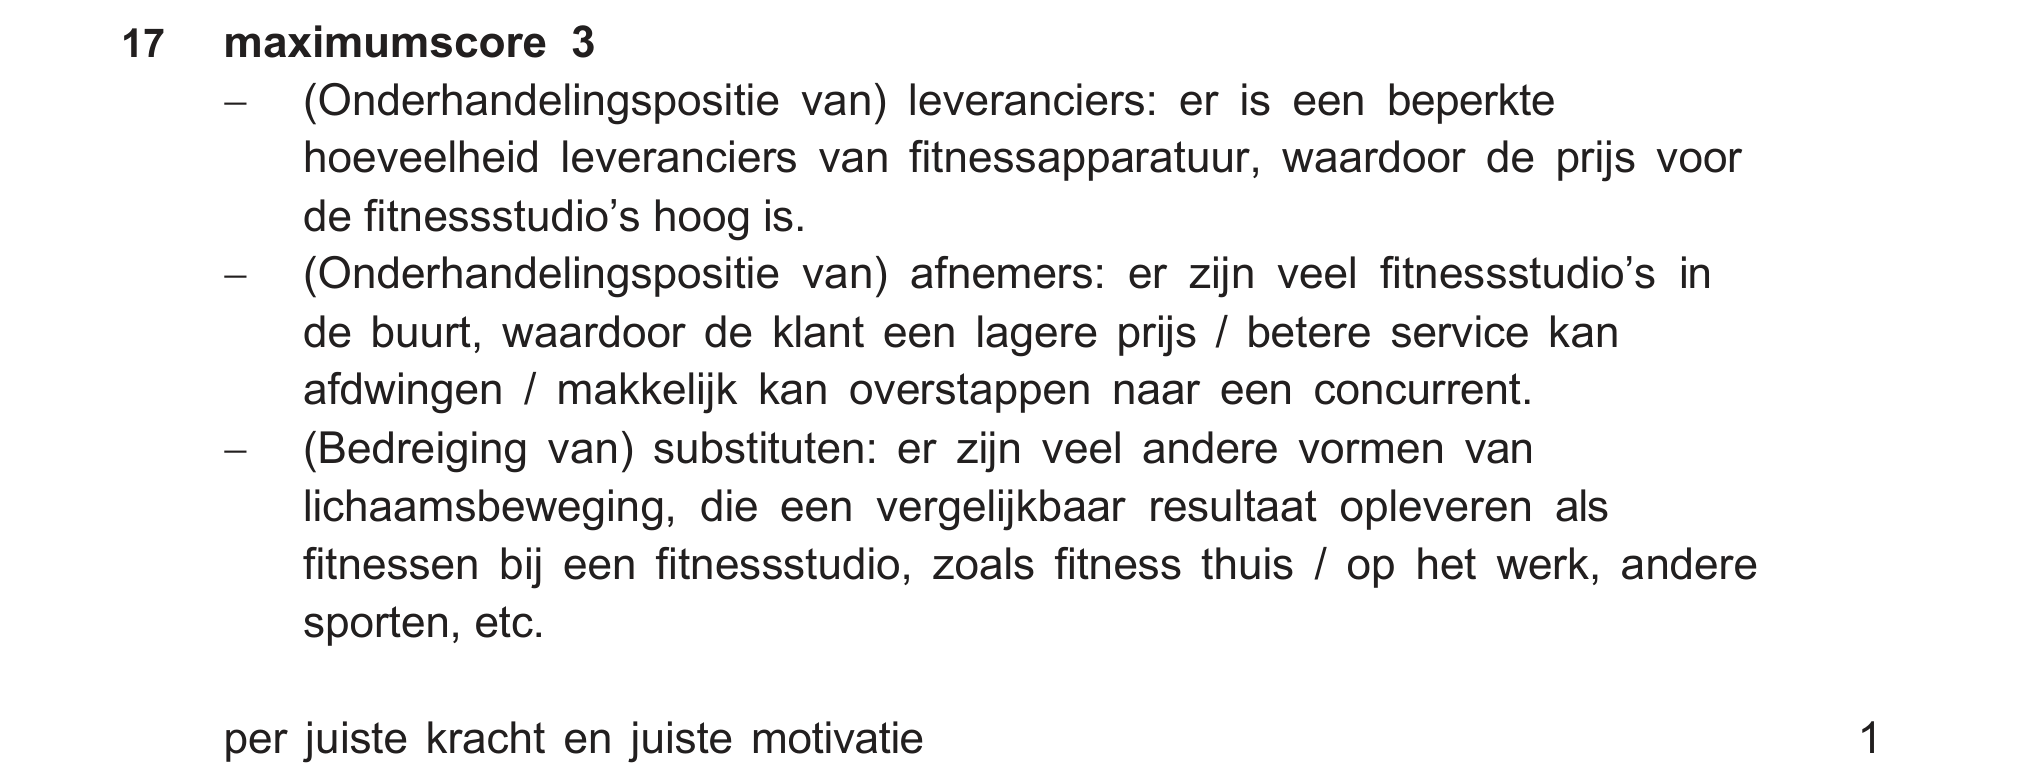 17 maximumscore 3
– (Onderhandelingspositie van) leveranciers: er is een beperkte
hoeveelheid leveranciers van fitnessapparatuur, waardoor de prijs voor
de fitnessstudio’s hoog is.
– (Onderhandelingspositie van) afnemers: er zijn veel fitnessstudio’s in
de buurt, waardoor de klant een lagere prijs / betere service kan
afdwingen / makkelijk kan overstappen naar een concurrent.
– (Bedreiging van) substituten: er zijn veel andere vormen van
lichaamsbeweging, die een vergelijkbaar resultaat opleveren als
fitnessen bij een fitnessstudio, zoals fitness thuis / op het werk, andere
sporten, etc.
per juiste kracht en juiste motivatie 1